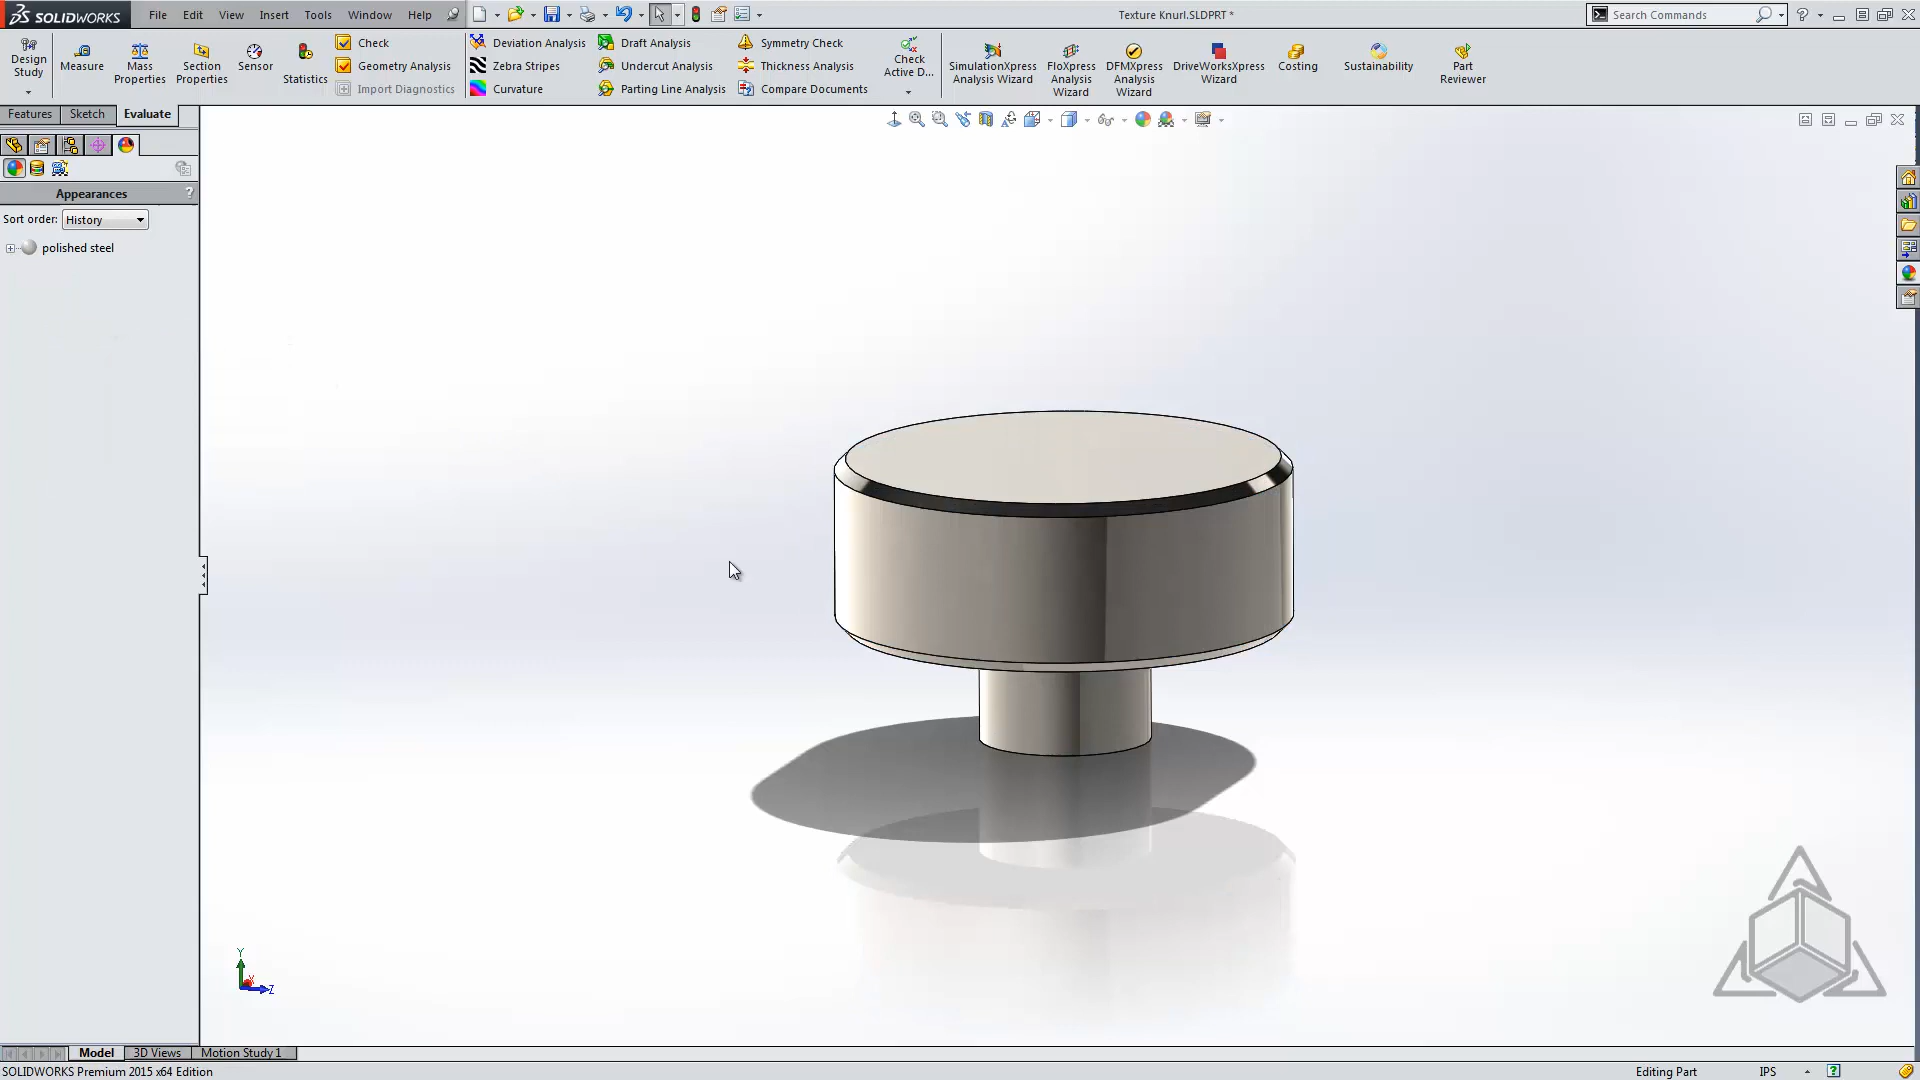 SOLIDWORKS File Edit View Insert Tools Window Help Texture Knurl.SLDPRT * Search Commands
Design Study
Measure
Mass Properties
Section Properties
Sensor
Statistics
Check
Geometry Analysis
Import Diagnostics
Deviation Analysis
Zebra Stripes
Curvature
Draft Analysis
Undercut Analysis
Parting Line Analysis
Symmetry Check
Thickness Analysis
Compare Documents
Check Active D...
SimulationXpress Analysis Wizard
FloXpress Analysis Wizard
DFMXpress Analysis Wizard
DriveWorksXpress Wizard
Costing
Sustainability
Part Reviewer
Features Sketch Evaluate
Appearances ?
Sort order: History
polished steel
Y
X
Z
Model 3D Views Motion Study 1
SOLIDWORKS Premium 2015 x64 Edition Editing Part IPS